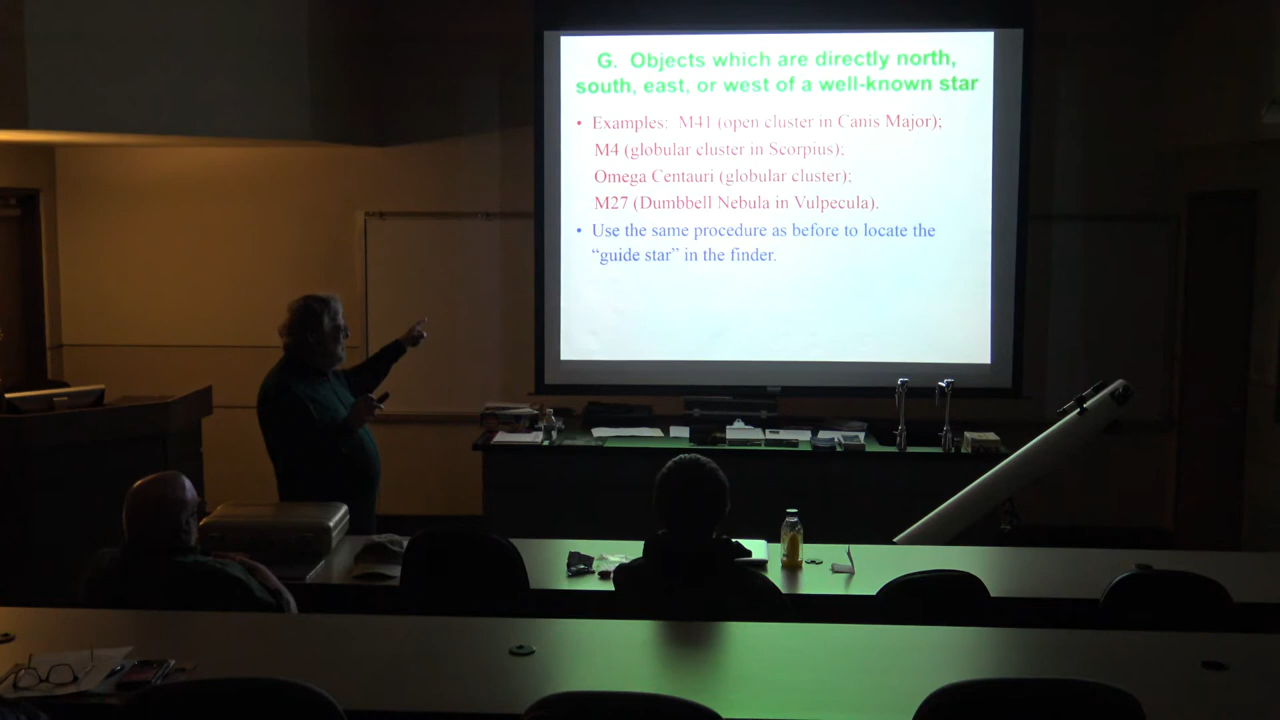 G. Objects which are directly north,
south, east, or west of a well-known star
• Examples: M41 (open cluster in Canis Major);
M4 (globular cluster in Scorpius);
Omega Centauri (globular cluster);
M27 (Dumbbell Nebula in Vulpecula).
• Use the same procedure as before to locate the
“guide star” in the finder.